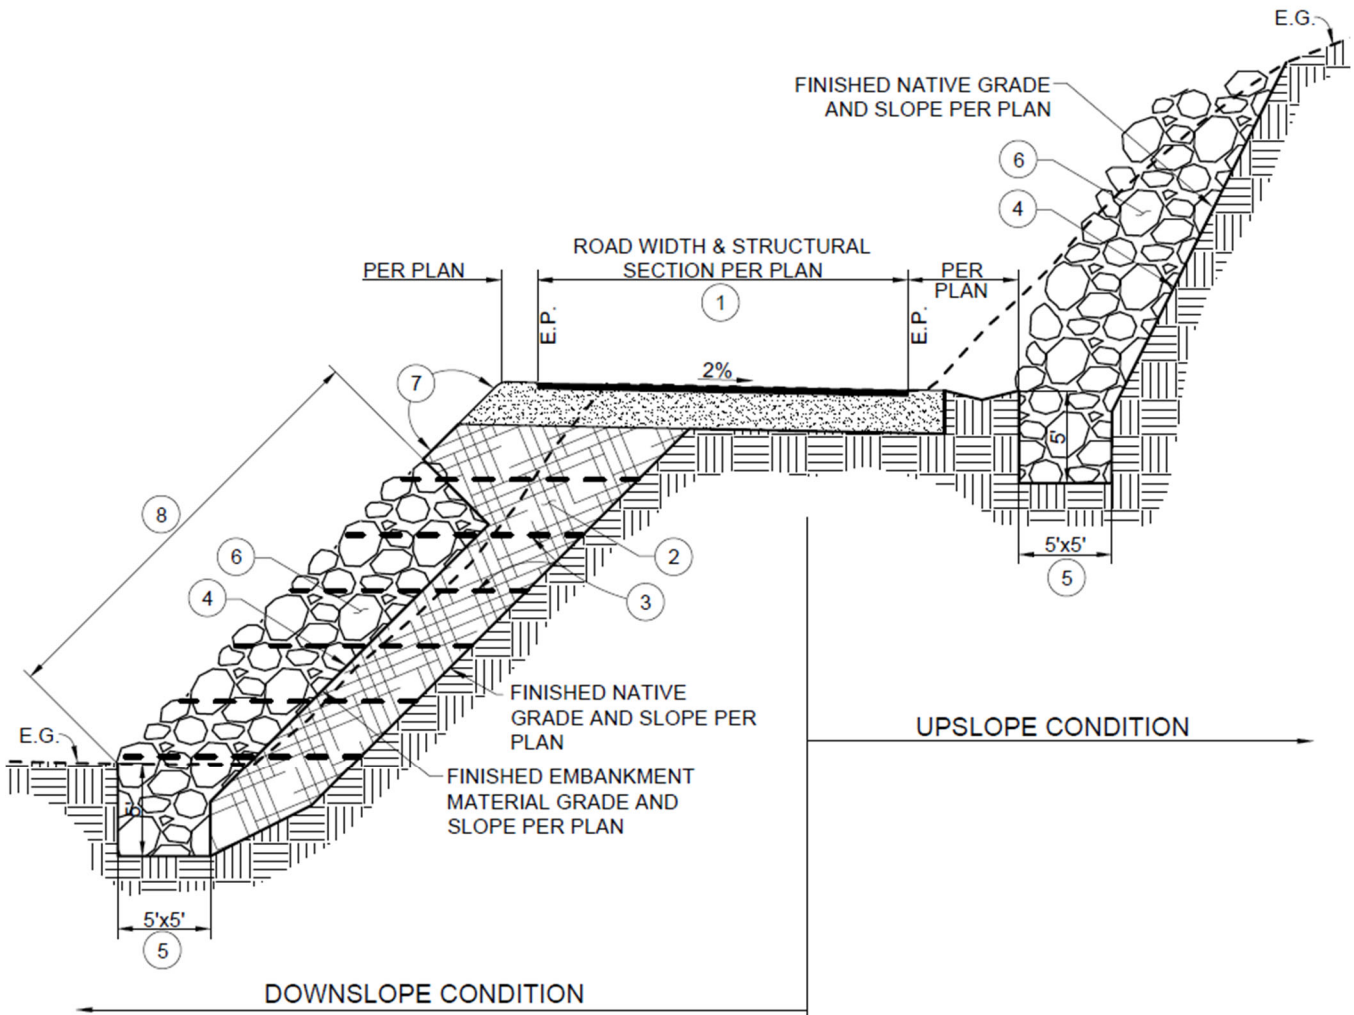 E.G.
FINISHED NATIVE GRADE
AND SLOPE PER PLAN
6
4
ROAD WIDTH & STRUCTURAL
SECTION PER PLAN
PER PLAN
PER
PLAN
1
E.P.
E.P.
2%
7
5'
8
5'x5'
5
6
2
4
3
FINISHED NATIVE
GRADE AND SLOPE PER
PLAN
UPSLOPE CONDITION
E.G.
FINISHED EMBANKMENT
MATERIAL GRADE AND
SLOPE PER PLAN
5'
5'x5'
5
DOWNSLOPE CONDITION